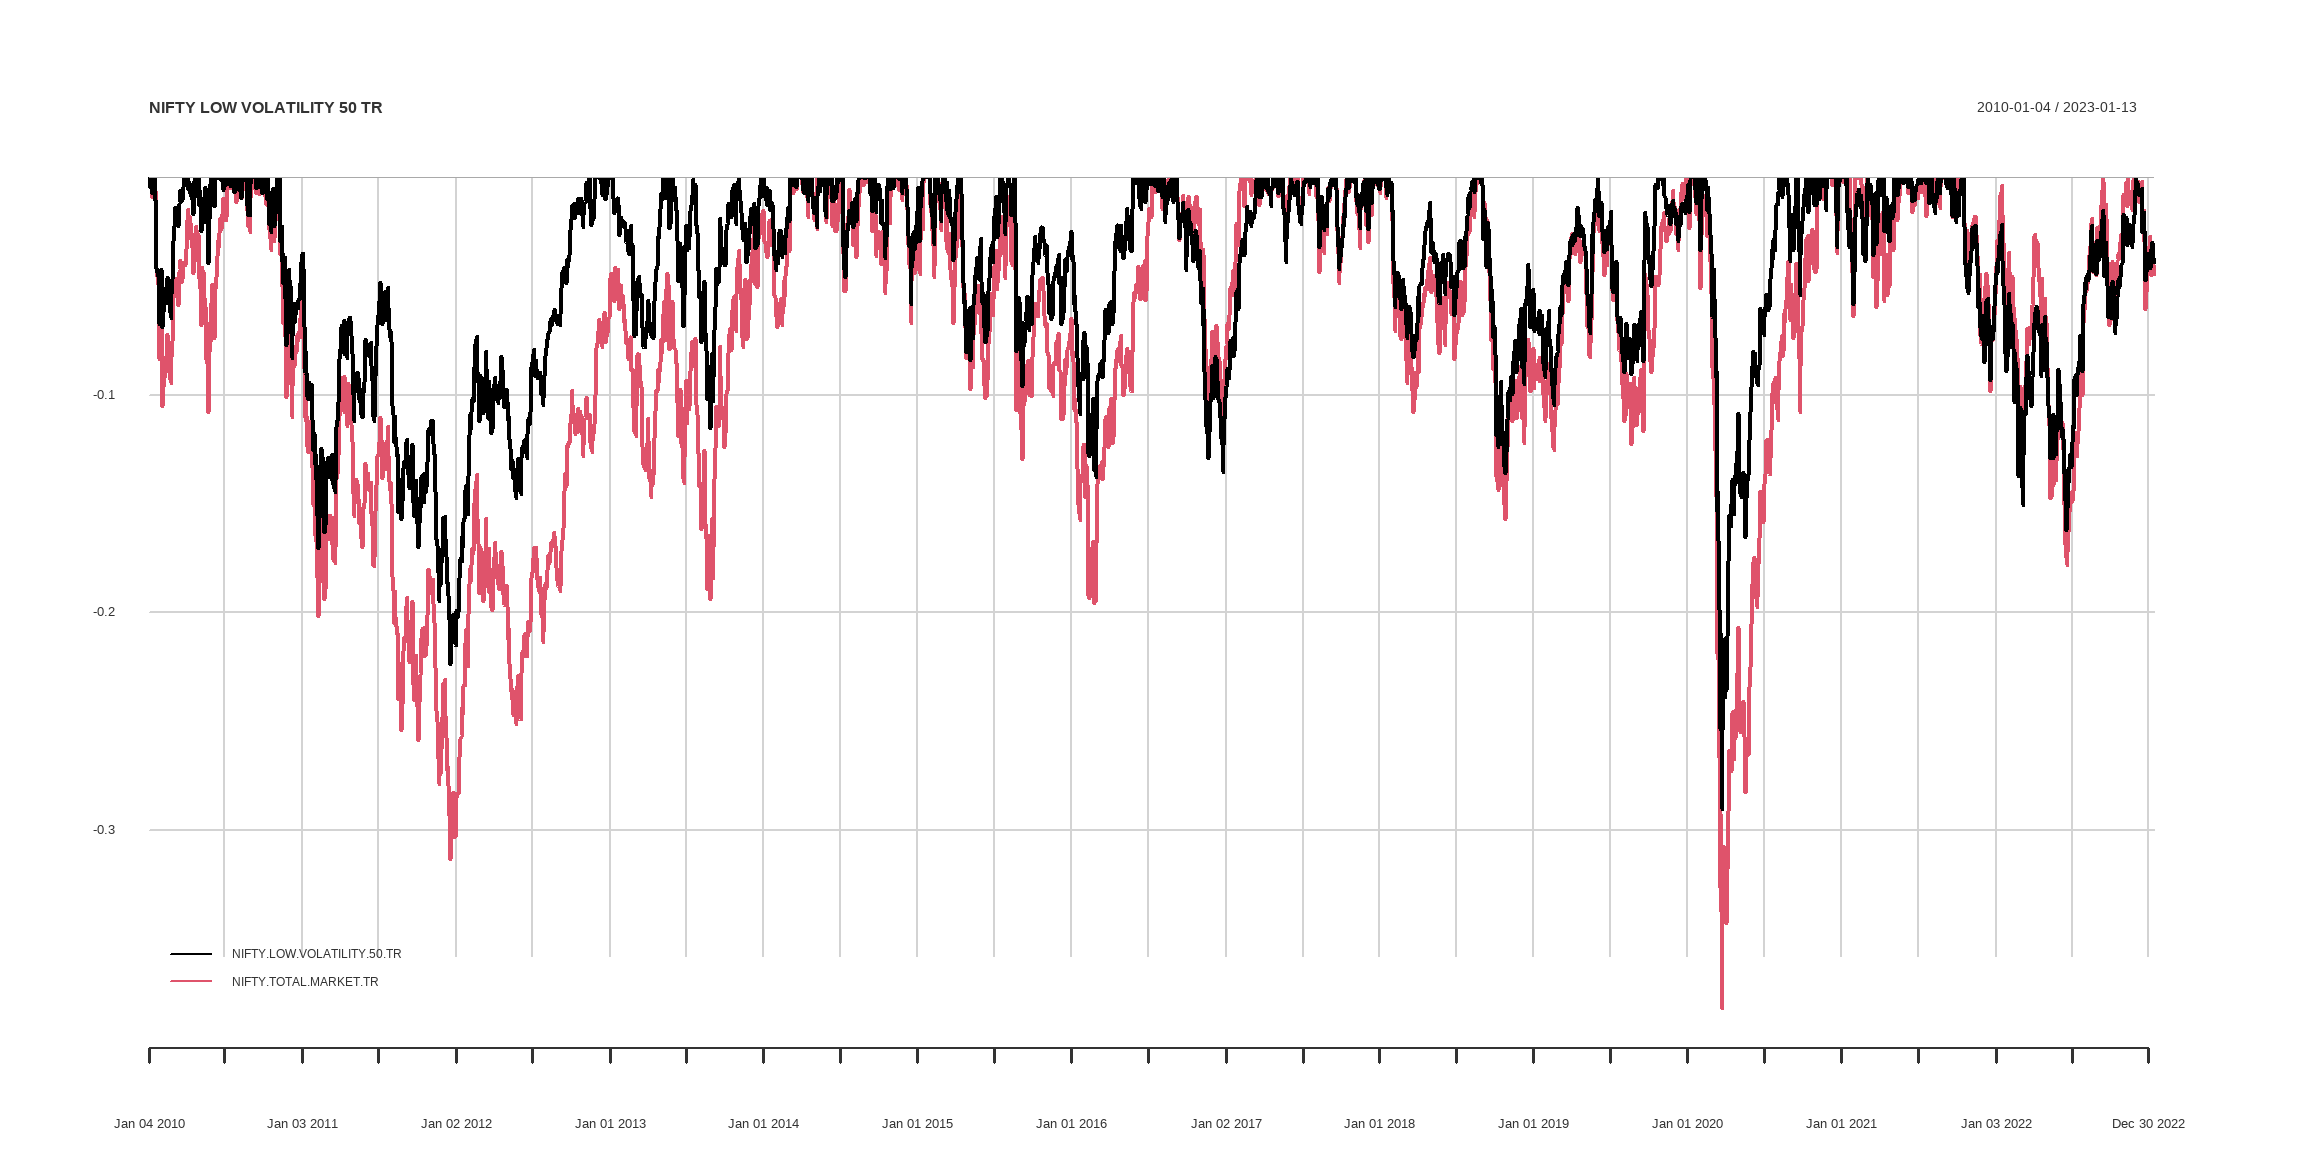 NIFTY LOW VOLATILITY 50 TR
2010-01-04 / 2023-01-13
-0.1
-0.2
-0.3
NIFTY.LOW.VOLATILITY.50.TR
NIFTY.TOTAL.MARKET.TR
Jan 04 2010 Jan 03 2011 Jan 02 2012 Jan 01 2013 Jan 01 2014 Jan 01 2015 Jan 01 2016 Jan 02 2017 Jan 01 2018 Jan 01 2019 Jan 01 2020 Jan 01 2021 Jan 03 2022 Dec 30 2022